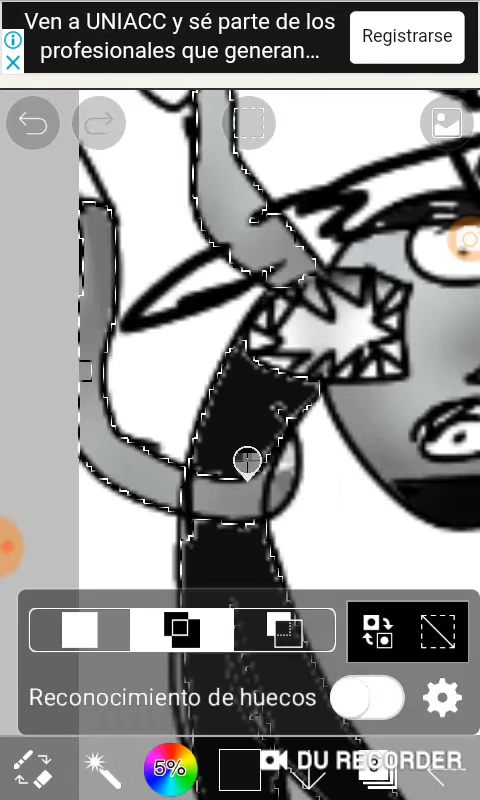 Ven a UNIACC y sé parte de los
profesionales que generan...
Registrarse
Reconocimiento de huecos
5%
DU RECORDER